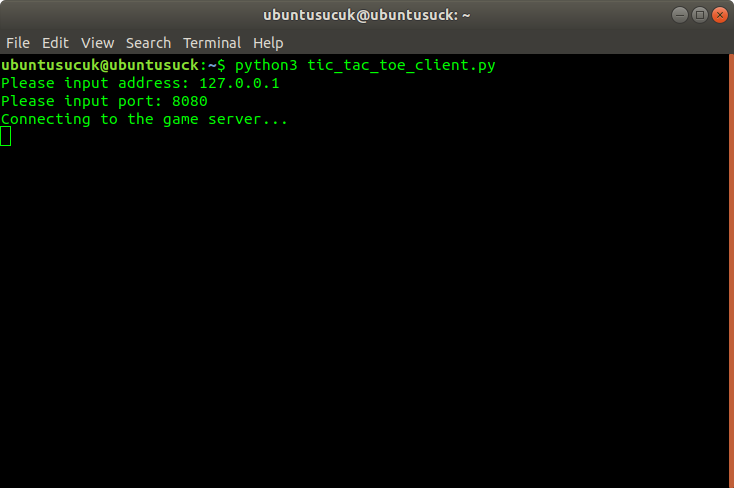 ubuntusucuk@ubuntusuck: ~
File Edit View Search Terminal Help
ubuntusucuk@ubuntusuck:~$ python3 tic_tac_toe_client.py
Please input address: 127.0.0.1
Please input port: 8080
Connecting to the game server...